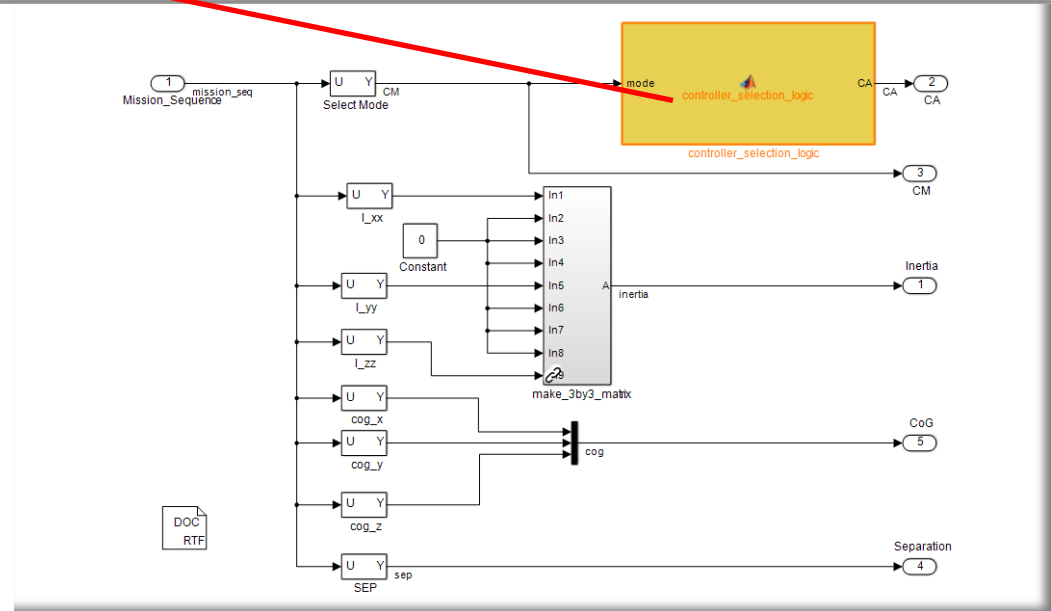 1
Mission_Sequence
mission_seq
U Y
Select Mode
CM
mode
controller_selection_logic
CA
controller_selection_logic
CA
2
CA
3
CM
U Y
I_xx
0
Constant
In1
In2
In3
In4
In5
In6
In7
In8
A
make_3by3_matrix
inertia
Inertia
1
U Y
I_yy
U Y
I_zz
U Y
cog_x
U Y
cog_y
U Y
cog_z
cog
CoG
5
DOC
RTF
U Y
SEP
sep
Separation
4